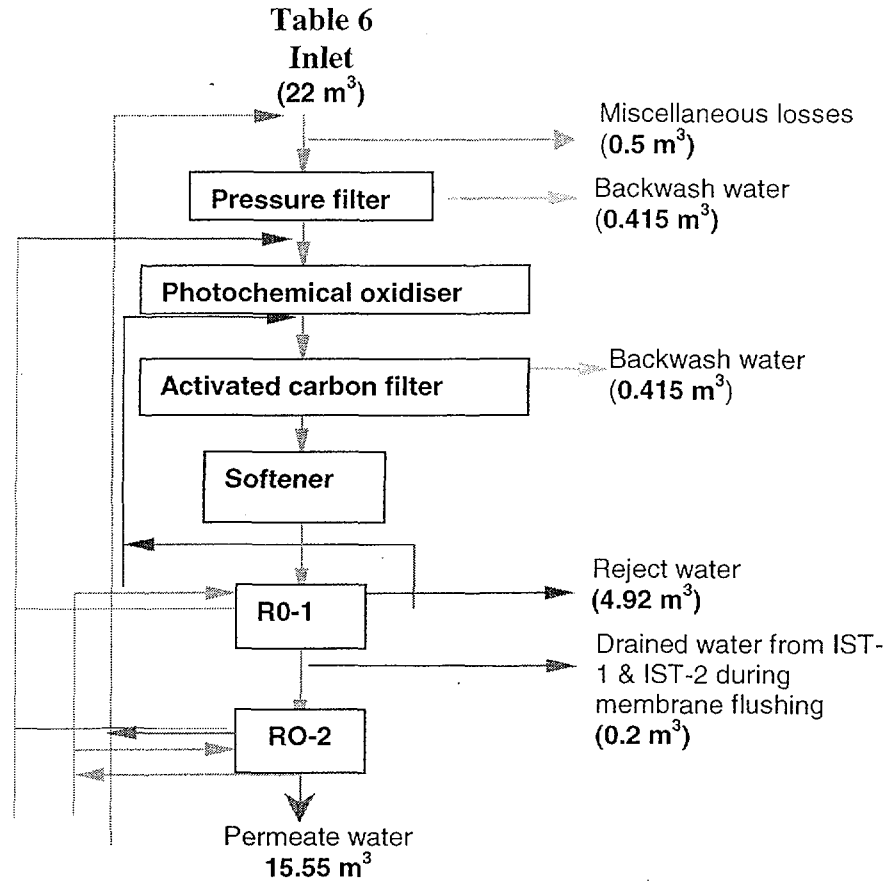 Table 6
Inlet
(22 m³)
Miscellaneous losses
(0.5 m³)
Pressure filter
Backwash water
(0.415 m³)
Photochemical oxidiser
Activated carbon filter
Backwash water
(0.415 m³)
Softener
R0-1
Reject water
(4.92 m³)
Drained water from IST-
1 & IST-2 during
membrane flushing
(0.2 m³)
RO-2
Permeate water
15.55 m³